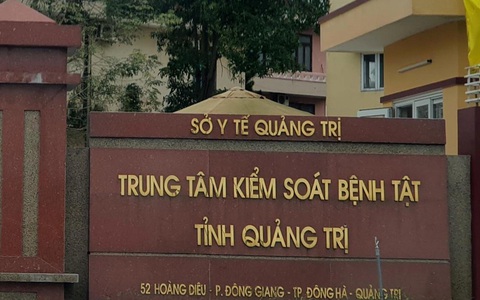 SỞ Y TẾ QUẢNG TRỊ
TRUNG TÂM KIỂM SOÁT BỆNH TẬT
TỈNH QUẢNG TRỊ
52 HOÀNG DIỆU - P. ĐÔNG GIANG - TP. ĐÔNG HÀ - QUẢNG TRỊ